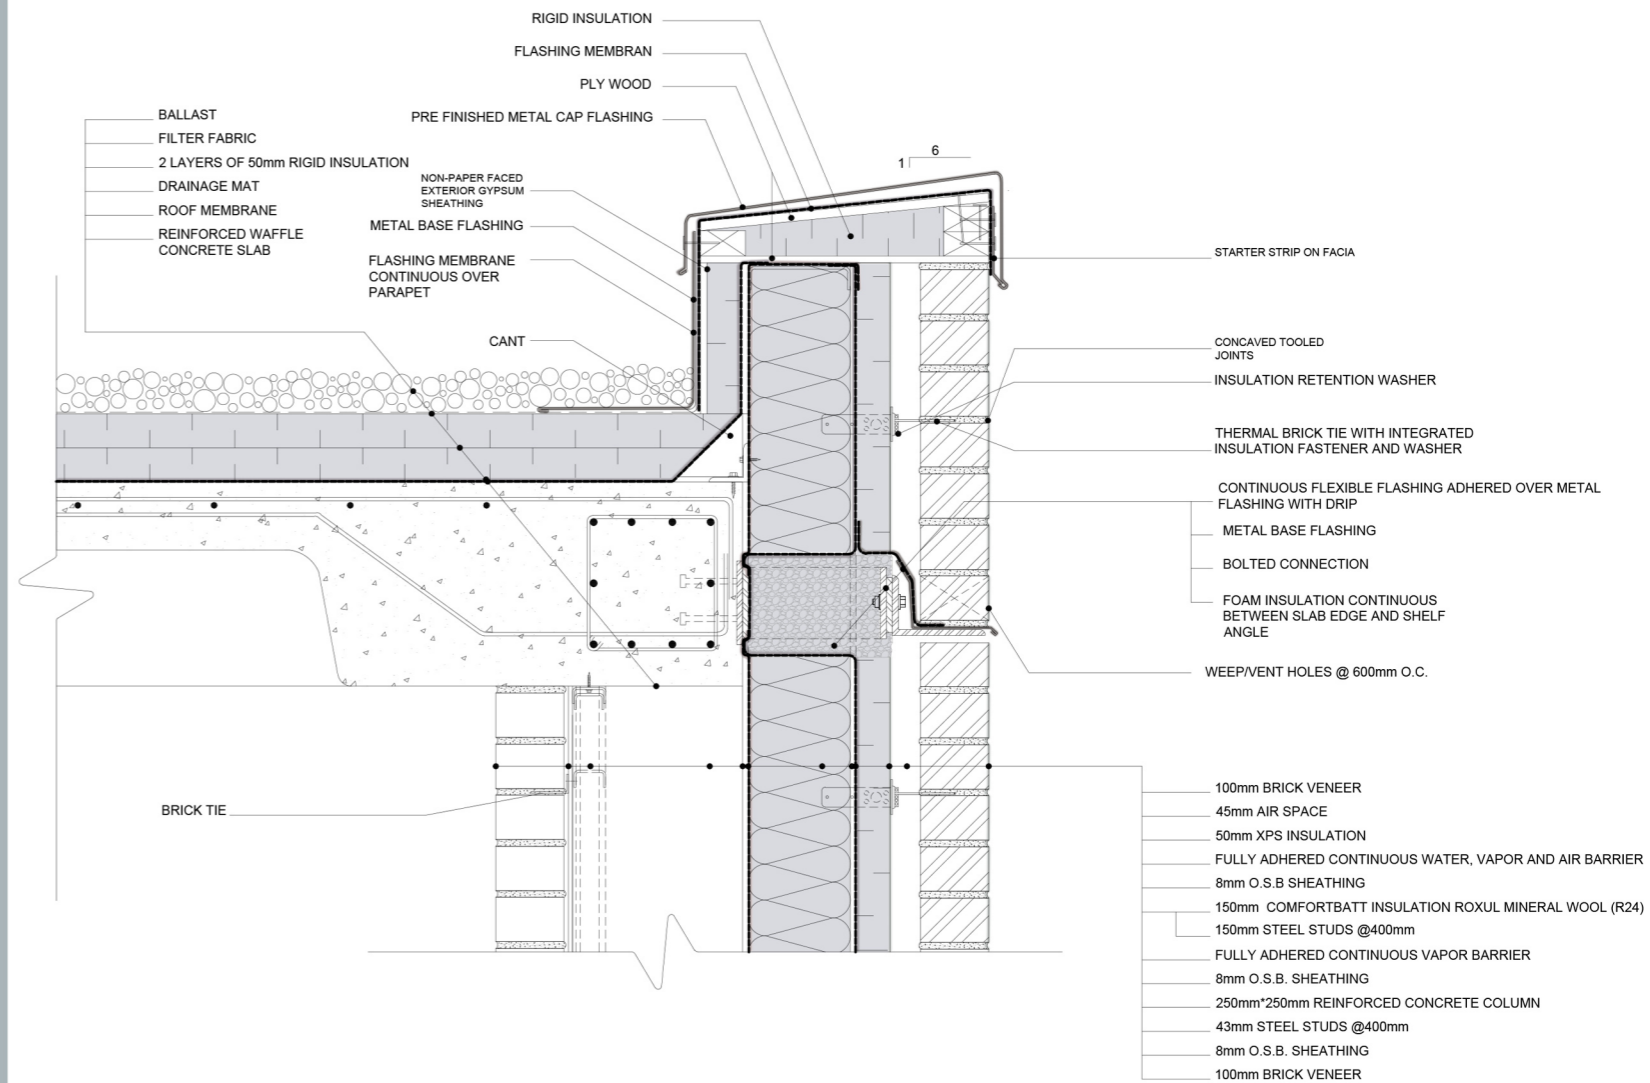 RIGID INSULATION
FLASHING MEMBRAN
PLY WOOD
PRE FINISHED METAL CAP FLASHING
BALLAST
FILTER FABRIC
2 LAYERS OF 50mm RIGID INSULATION
DRAINAGE MAT
ROOF MEMBRANE
REINFORCED WAFFLE
CONCRETE SLAB
NON-PAPER FACED
EXTERIOR GYPSUM
SHEATHING
METAL BASE FLASHING
FLASHING MEMBRANE
CONTINUOUS OVER
PARAPET
CANT
6
1
STARTER STRIP ON FACIA
CONCAVED TOOLED
JOINTS
INSULATION RETENTION WASHER
THERMAL BRICK TIE WITH INTEGRATED
INSULATION FASTENER AND WASHER
CONTINUOUS FLEXIBLE FLASHING ADHERED OVER METAL
FLASHING WITH DRIP
METAL BASE FLASHING
BOLTED CONNECTION
FOAM INSULATION CONTINUOUS
BETWEEN SLAB EDGE AND SHELF
ANGLE
WEEP/VENT HOLES @ 600mm O.C.
BRICK TIE
100mm BRICK VENEER
45mm AIR SPACE
50mm XPS INSULATION
FULLY ADHERED CONTINUOUS WATER, VAPOR AND AIR BARRIER
8mm O.S.B SHEATHING
150mm COMFORTBATT INSULATION ROXUL MINERAL WOOL (R24)
150mm STEEL STUDS @400mm
FULLY ADHERED CONTINUOUS VAPOR BARRIER
8mm O.S.B. SHEATHING
250mm*250mm REINFORCED CONCRETE COLUMN
43mm STEEL STUDS @400mm
8mm O.S.B. SHEATHING
100mm BRICK VENEER